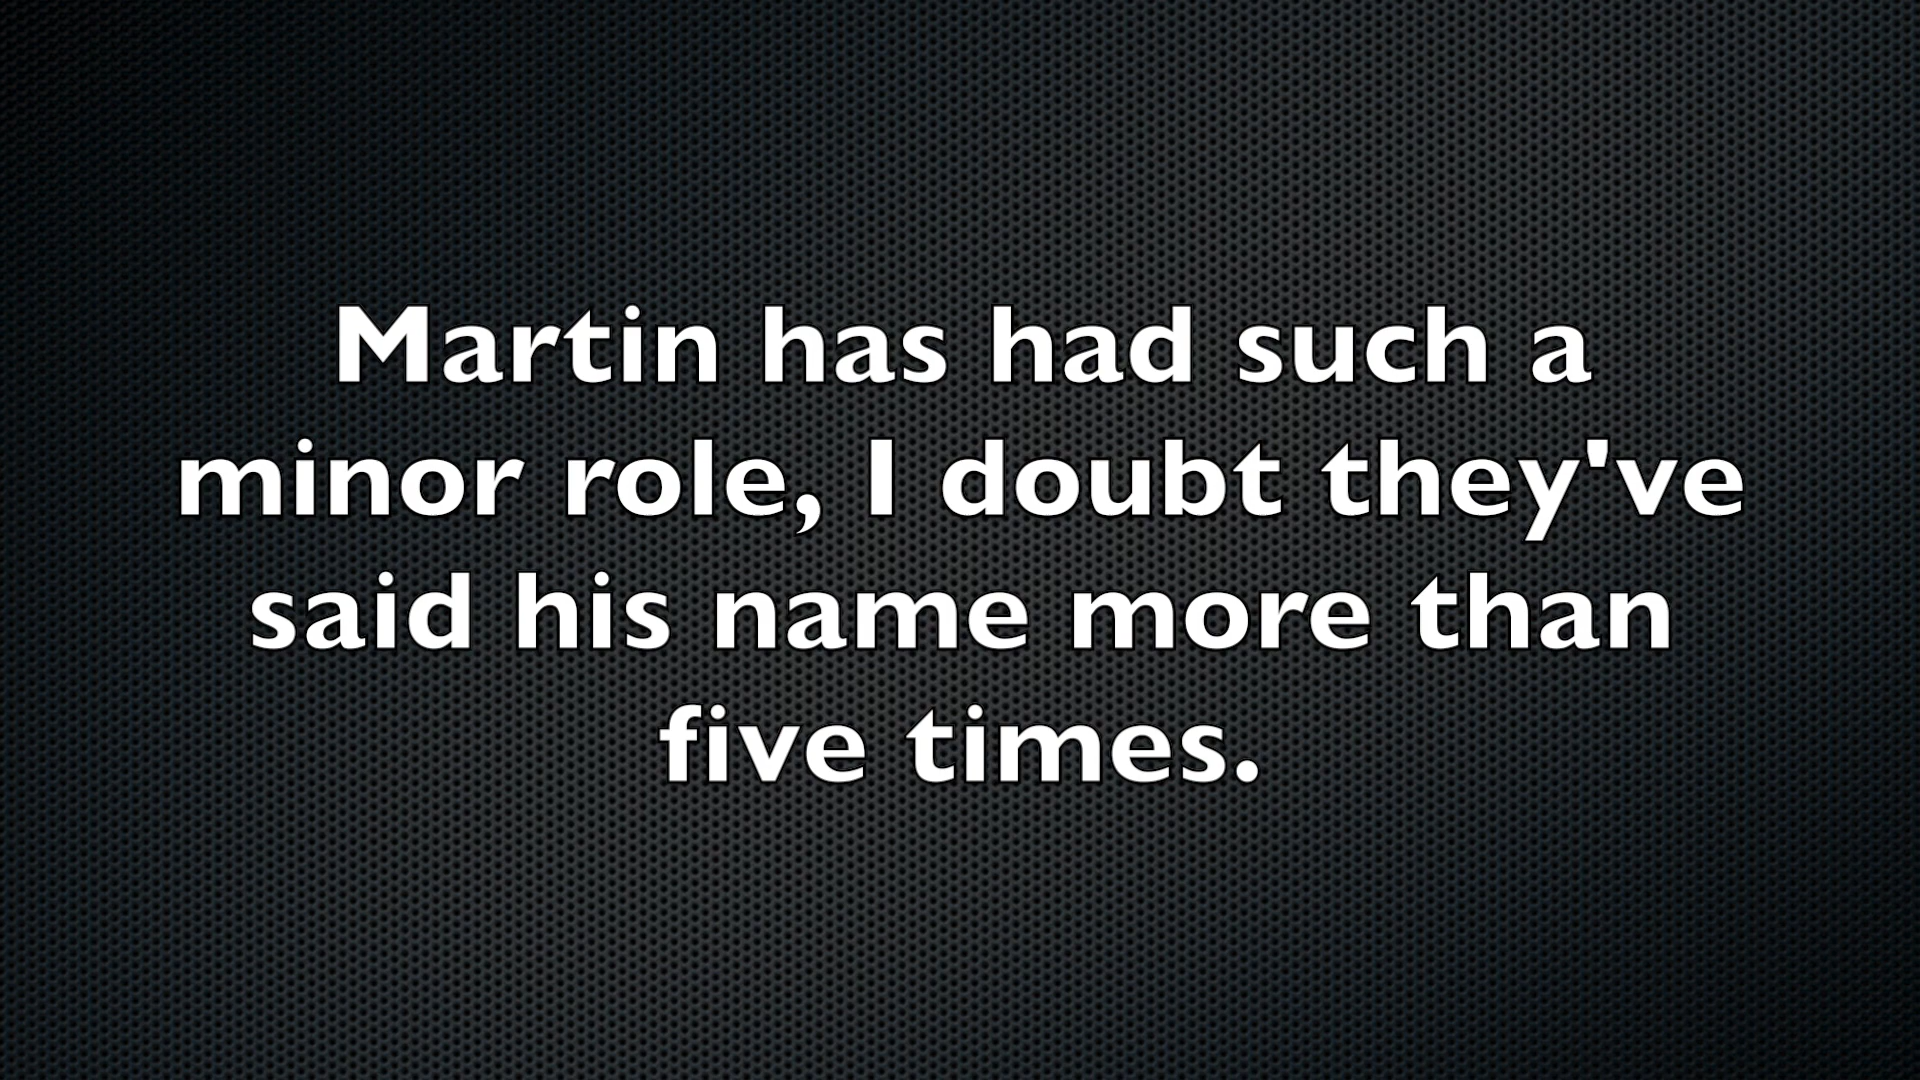 Martin has had such a
minor role, I doubt they've
said his name more than
five times.